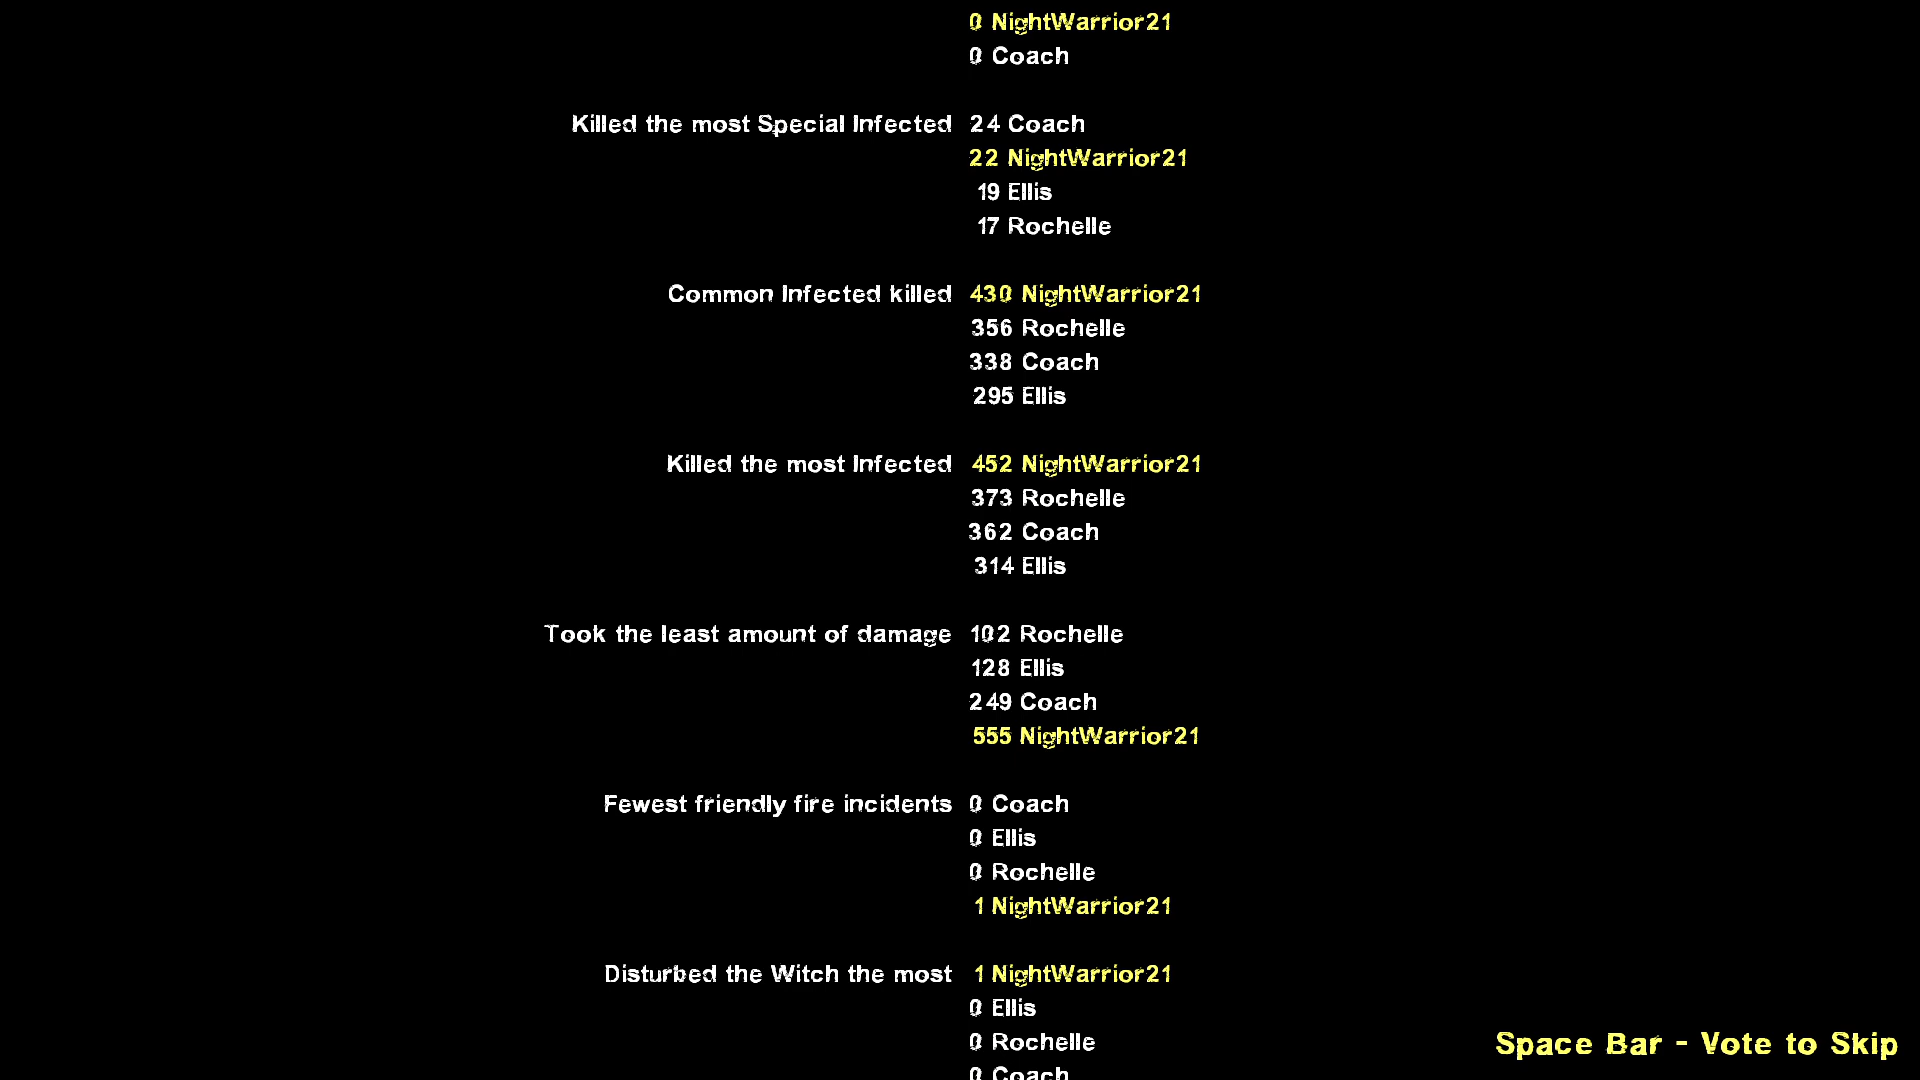 0 NightWarrior21
0 Coach
Killed the most Special Infected 24 Coach
22 NightWarrior21
19 Ellis
17 Rochelle
Common Infected killed 430 NightWarrior21
356 Rochelle
338 Coach
295 Ellis
Killed the most Infected 452 NightWarrior21
373 Rochelle
362 Coach
314 Ellis
Took the least amount of damage 102 Rochelle
128 Ellis
249 Coach
555 NightWarrior21
Fewest friendly fire incidents 0 Coach
0 Ellis
0 Rochelle
1 NightWarrior21
Disturbed the Witch the most 1 NightWarrior21
0 Ellis
0 Rochelle
0 Coach
Space Bar - Vote to Skip